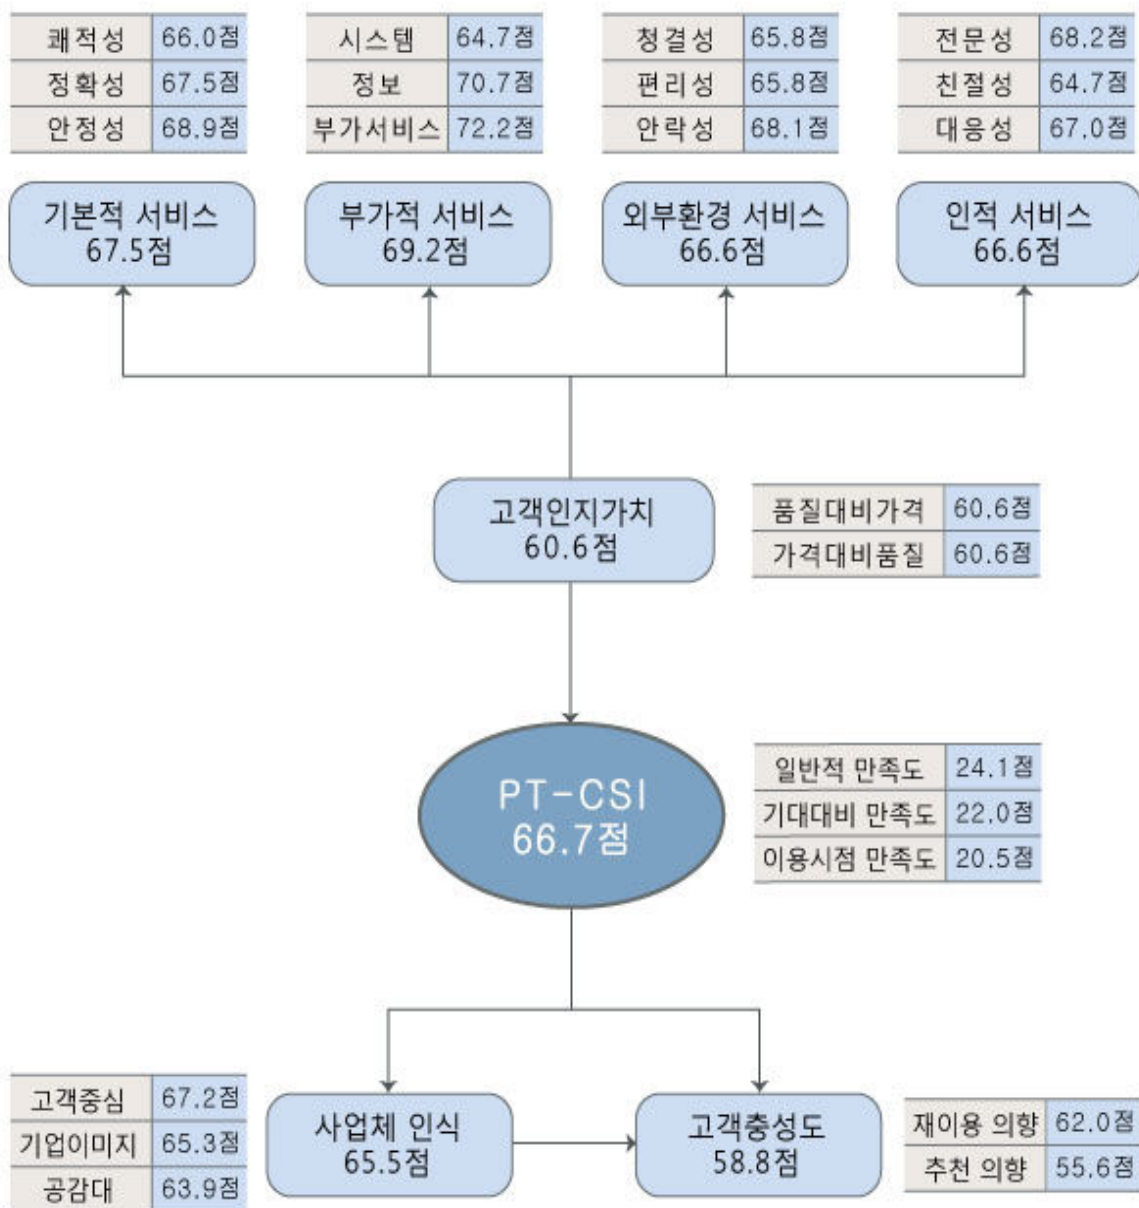 쾌적성 66.0점
정확성 67.5점
안정성 68.9점
시스템 64.7점
정보 70.7점
부가서비스 72.2점
청결성 65.8점
편리성 65.8점
안락성 68.1점
전문성 68.2점
친절성 64.7점
대응성 67.0점
기본적 서비스
67.5점
부가적 서비스
69.2점
외부환경 서비스
66.6점
인적 서비스
66.6점
고객인지가치
60.6점
품질대비가격 60.6점
가격대비품질 60.6점
PT-CSI
66.7점
일반적 만족도 24.1점
기대대비 만족도 22.0점
이용시점 만족도 20.5점
고객중심 67.2점
기업이미지 65.3점
공감대 63.9점
사업체 인식
65.5점
고객충성도
58.8점
재이용 의향 62.0점
추천 의향 55.6점